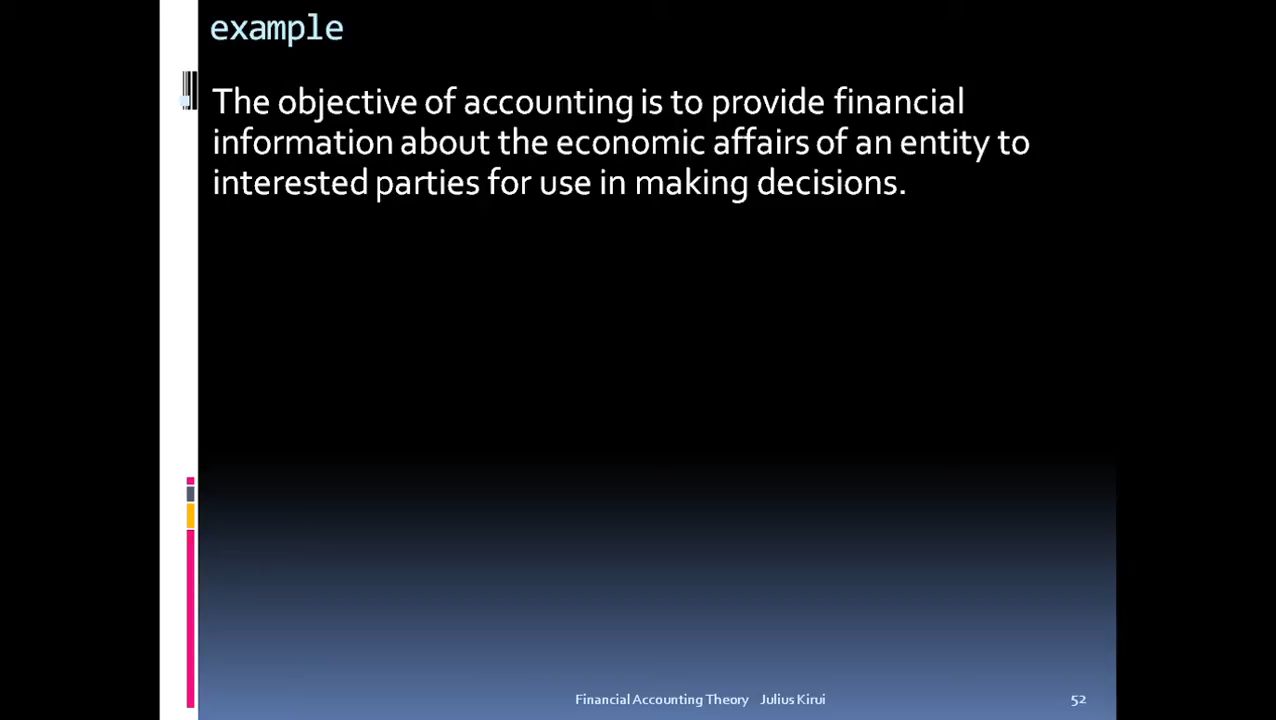 example
The objective of accounting is to provide financial
information about the economic affairs of an entity to
interested parties for use in making decisions.
Financial Accounting Theory Julius Kirui 52